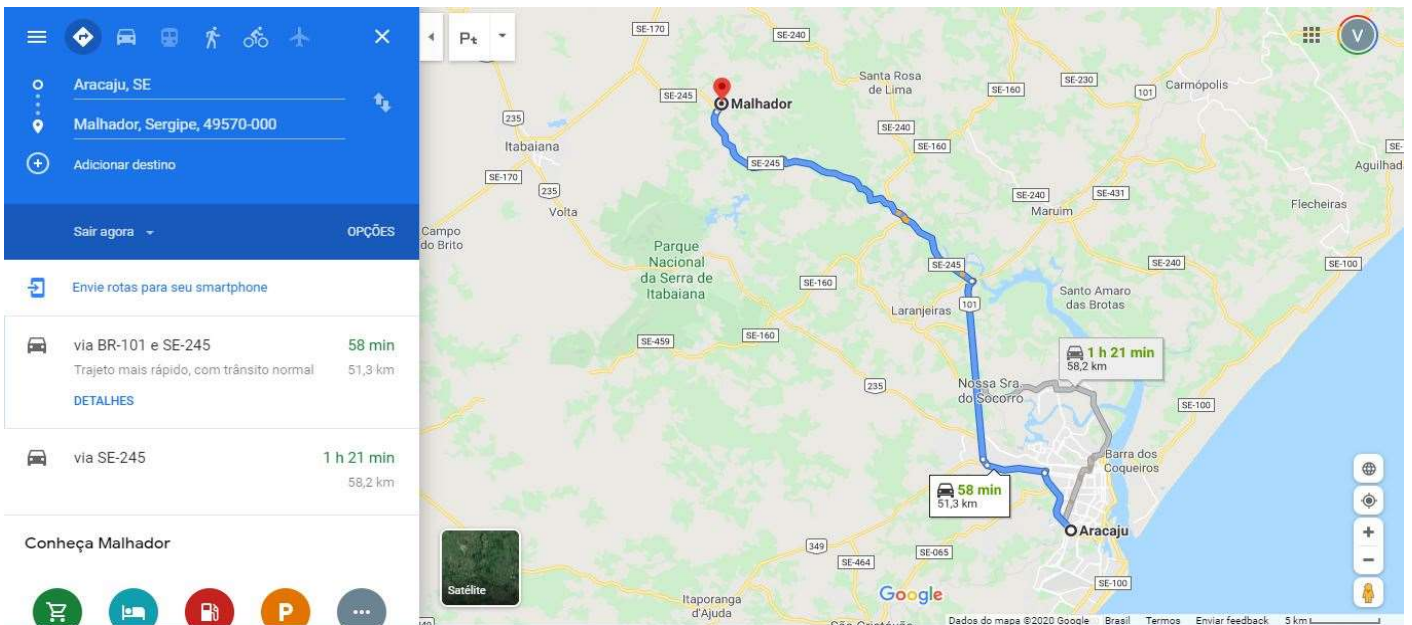 Aracaju, SE
Malhador, Sergipe, 49570-000
Adicionar destino
Sair agora
OPÇÕES
Envie rotas para seu smartphone
via BR-101 e SE-245
58 min
Trajeto mais rápido, com trânsito normal
51,3 km
DETALHES
via SE-245
1 h 21 min
58,2 km
Conheça Malhador
P
V
SE-170
SE-240
Santa Rosa
de Lima
SE-160
SE-230
101
Carmópolis
SE-245
Malhador
235
Itabaiana
SE-240
SE-160
SE-245
SE-170
235
Volta
SE-240
Maruim
SE-431
Flecheiras
Campo
do Brito
Parque
Nacional
da Serra de
Itabaiana
SE-160
SE-245
SE-240
SE-100
Laranjeiras
101
Santo Amaro
das Brotas
SE-459
SE-160
1 h 21 min
58,2 km
235
Nossa Sra.
do Socorro
SE-100
Barra dos
Coqueiros
58 min
51,3 km
Aracaju
349
SE-464
SE-065
SE-100
Satélite
Itaporanga
d'Ajuda
Google
Dados do mapa ©2020 Google Brasil Termos Enviar feedback 5 km